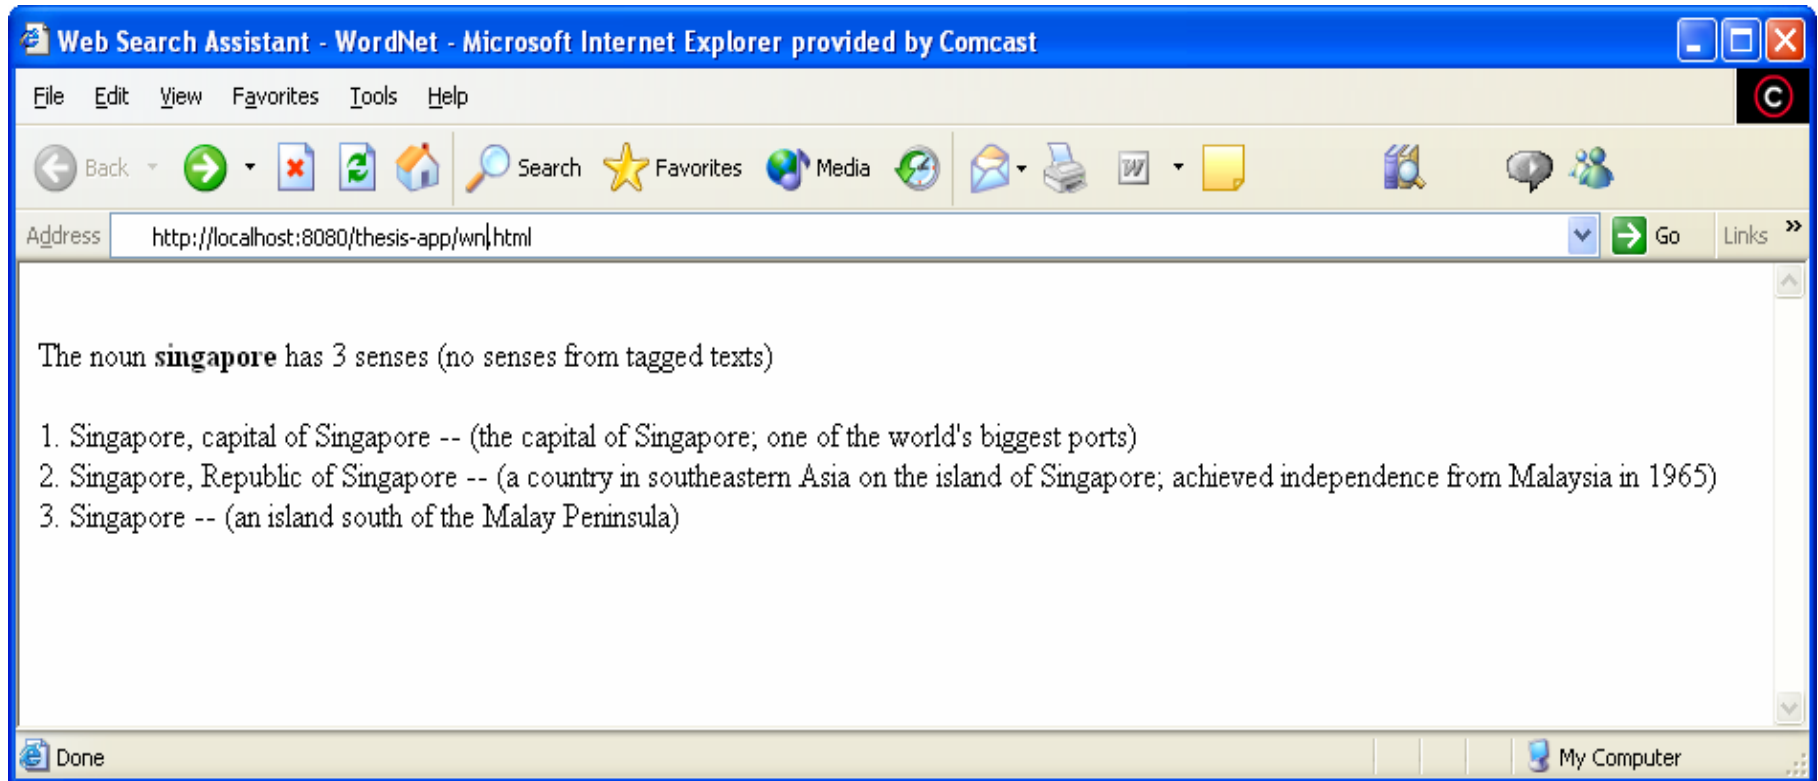 Web Search Assistant - WordNet - Microsoft Internet Explorer provided by Comcast
File Edit View Favorites Tools Help
Back Search Favorites Media W
Address http://localhost:8080/thesis-app/wn.html Go Links »
The noun singapore has 3 senses (no senses from tagged texts)
1. Singapore, capital of Singapore -- (the capital of Singapore; one of the world's biggest ports)
2. Singapore, Republic of Singapore -- (a country in southeastern Asia on the island of Singapore; achieved independence from Malaysia in 1965)
3. Singapore -- (an island south of the Malay Peninsula)
Done My Computer